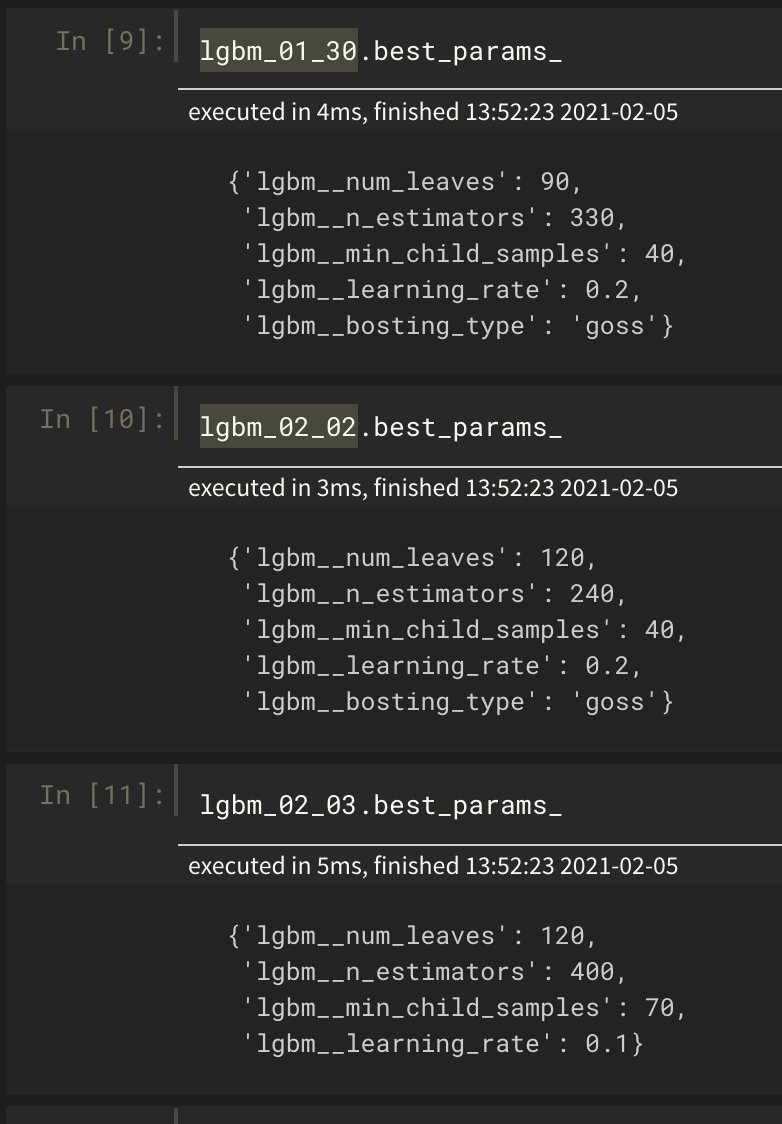 In [9]:
lgbm_01_30.best_params_
executed in 4ms, finished 13:52:23 2021-02-05
{'lgbm__num_leaves': 90,
'lgbm__n_estimators': 330,
'lgbm__min_child_samples': 40,
'lgbm__learning_rate': 0.2,
'lgbm__bosting_type': 'goss'}
In [10]:
lgbm_02_02.best_params_
executed in 3ms, finished 13:52:23 2021-02-05
{'lgbm__num_leaves': 120,
'lgbm__n_estimators': 240,
'lgbm__min_child_samples': 40,
'lgbm__learning_rate': 0.2,
'lgbm__bosting_type': 'goss'}
In [11]:
lgbm_02_03.best_params_
executed in 5ms, finished 13:52:23 2021-02-05
{'lgbm__num_leaves': 120,
'lgbm__n_estimators': 400,
'lgbm__min_child_samples': 70,
'lgbm__learning_rate': 0.1}